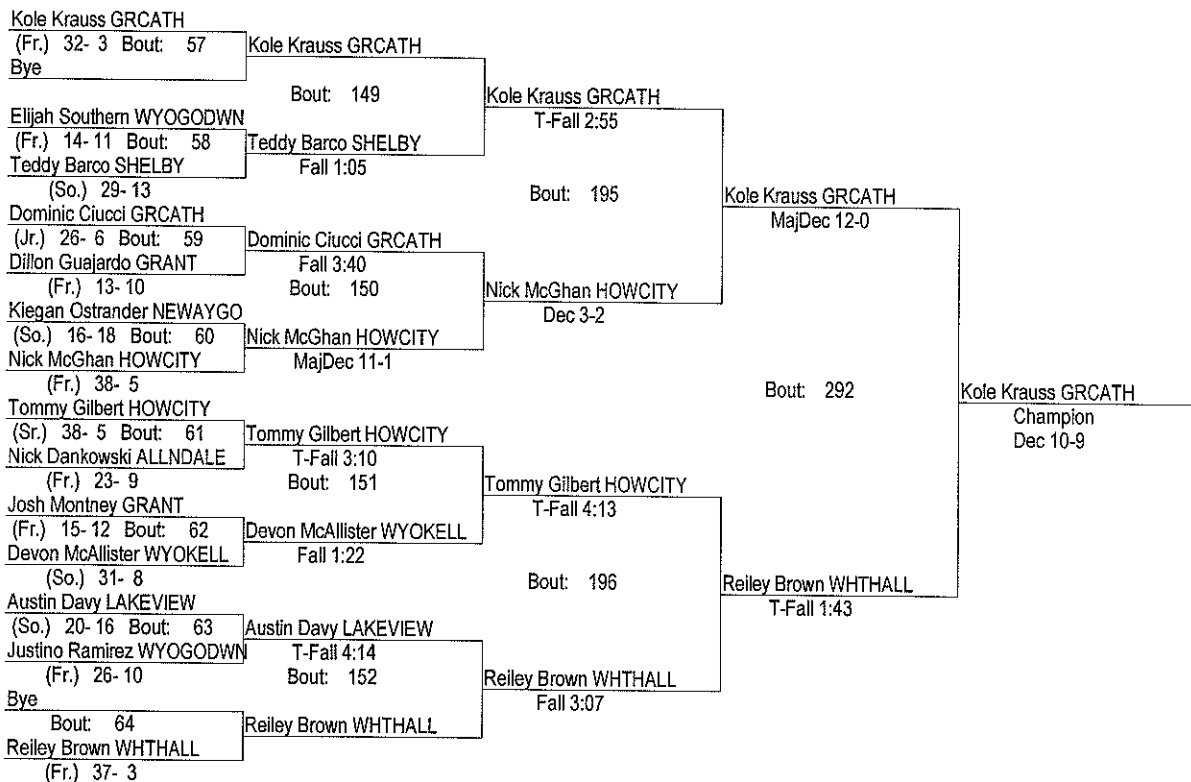 Kole Krauss GRCATH
(Fr.) 32- 3 Bout: 57
Bye
Elijah Southern WYOGODWN
(Fr.) 14- 11 Bout: 58
Teddy Barco SHELBY
(So.) 29- 13
Dominic Ciucci GRCATH
(Jr.) 26- 6 Bout: 59
Dillon Guajardo GRANT
(Fr.) 13- 10
Kiegan Ostrander NEWAYGO
(So.) 16- 18 Bout: 60
Nick McGhan HOWCITY
(Fr.) 38- 5
Tommy Gilbert HOWCITY
(Sr.) 38- 5 Bout: 61
Nick Dankowski ALLNDALE
(Fr.) 23- 9
Josh Montney GRANT
(Fr.) 15- 12 Bout: 62
Devon McAllister WYOKELL
(So.) 31- 8
Austin Davy LAKEVIEW
(So.) 20- 16 Bout: 63
Justino Ramirez WYOGODWN
(Fr.) 26- 10
Bye
Bout: 64
Reiley Brown WHTHALL
(Fr.) 37- 3
Kole Krauss GRCATH
Bout: 149
Teddy Barco SHELBY
Fall 1:05
Dominic Ciucci GRCATH
Fall 3:40
Bout: 150
Nick McGhan HOWCITY
MajDec 11-1
Tommy Gilbert HOWCITY
T-Fall 3:10
Bout: 151
Devon McAllister WYOKELL
Fall 1:22
Austin Davy LAKEVIEW
T-Fall 4:14
Bout: 152
Reiley Brown WHTHALL
Kole Krauss GRCATH
T-Fall 2:55
Bout: 195
Nick McGhan HOWCITY
Dec 3-2
Tommy Gilbert HOWCITY
T-Fall 4:13
Bout: 196
Reiley Brown WHTHALL
Fall 3:07
Kole Krauss GRCATH
MajDec 12-0
Bout: 292
Reiley Brown WHTHALL
T-Fall 1:43
Kole Krauss GRCATH
Champion
Dec 10-9